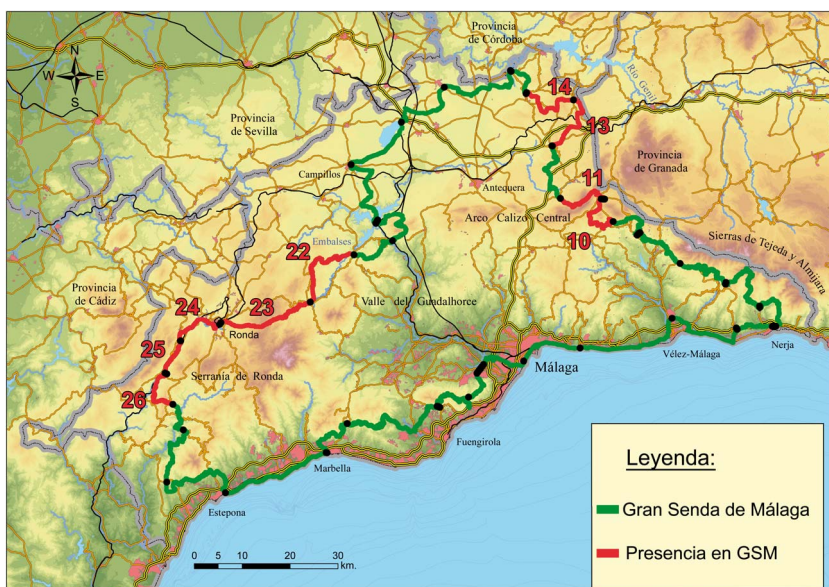 Provincia
de Córdoba
N
W E
S
Río Genil
14
Provincia
de Sevilla
13
Campillos
Provincia
de Granada
Antequera
11
Arco Calizo Central
10
Sierras de Tejeda y Almijara
Embalses
22
Provincia
de Cádiz
24
23
Valle del Guadalhorce
Ronda
25
Serranía de Ronda
26
Málaga
Vélez-Málaga
Nerja
Fuengirola
Marbella
Estepona
0 5 10 20 30
km.
Leyenda:
Gran Senda de Málaga
Presencia en GSM